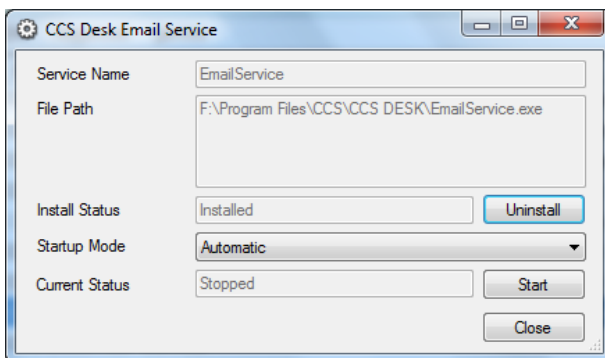 CCS Desk Email Service
Service Name EmailService
File Path F:\Program Files\CCS\CCS DESK\EmailService.exe
Install Status Installed Uninstall
Startup Mode Automatic
Current Status Stopped Start
Close